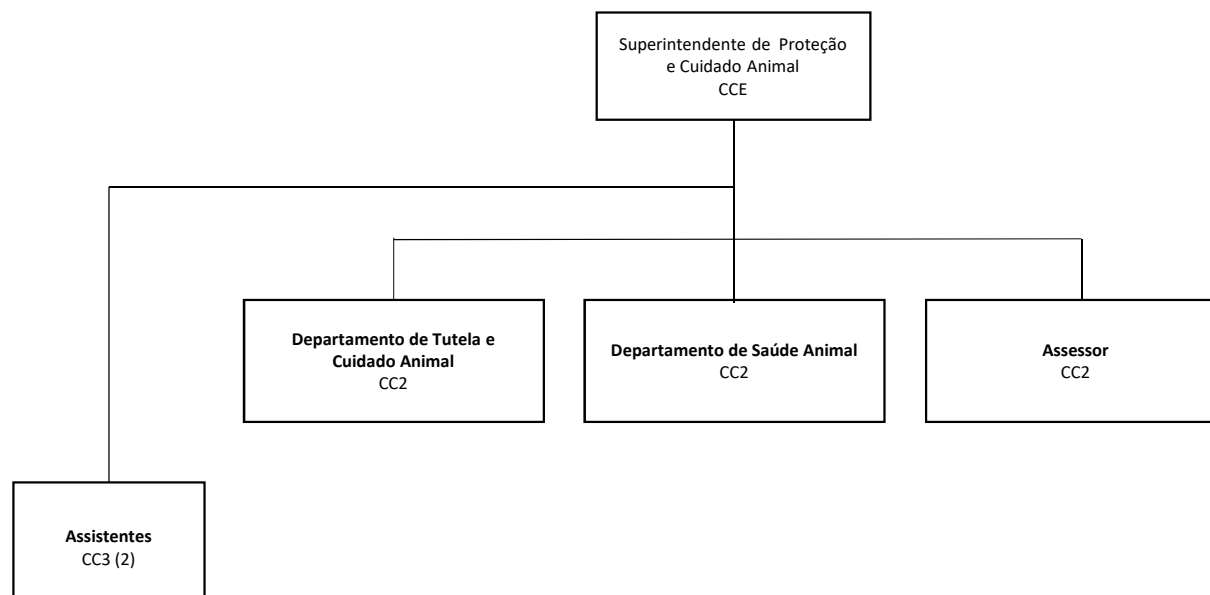 Superintendente de Proteção
e Cuidado Animal
CCE
Departamento de Tutela e
Cuidado Animal
CC2
Departamento de Saúde Animal
CC2
Assessor
CC2
Assistentes
CC3 (2)